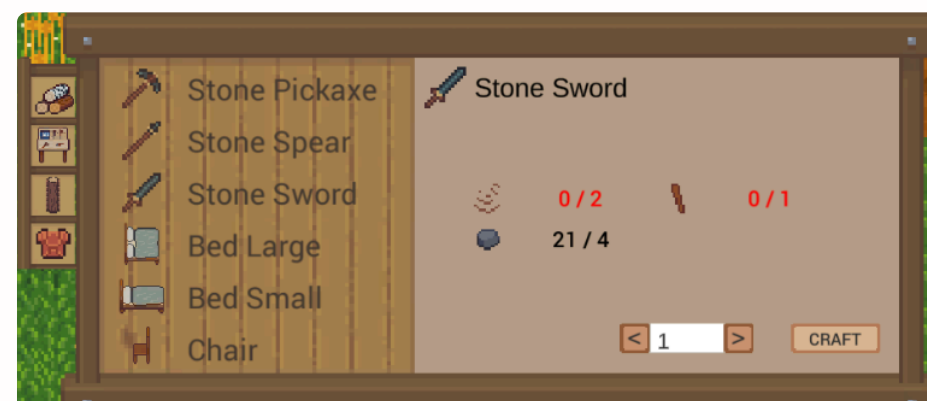 Stone Pickaxe
Stone Spear
Stone Sword
Bed Large
Bed Small
Chair
Stone Sword
0 / 2
0 / 1
21 / 4
<
1
>
CRAFT